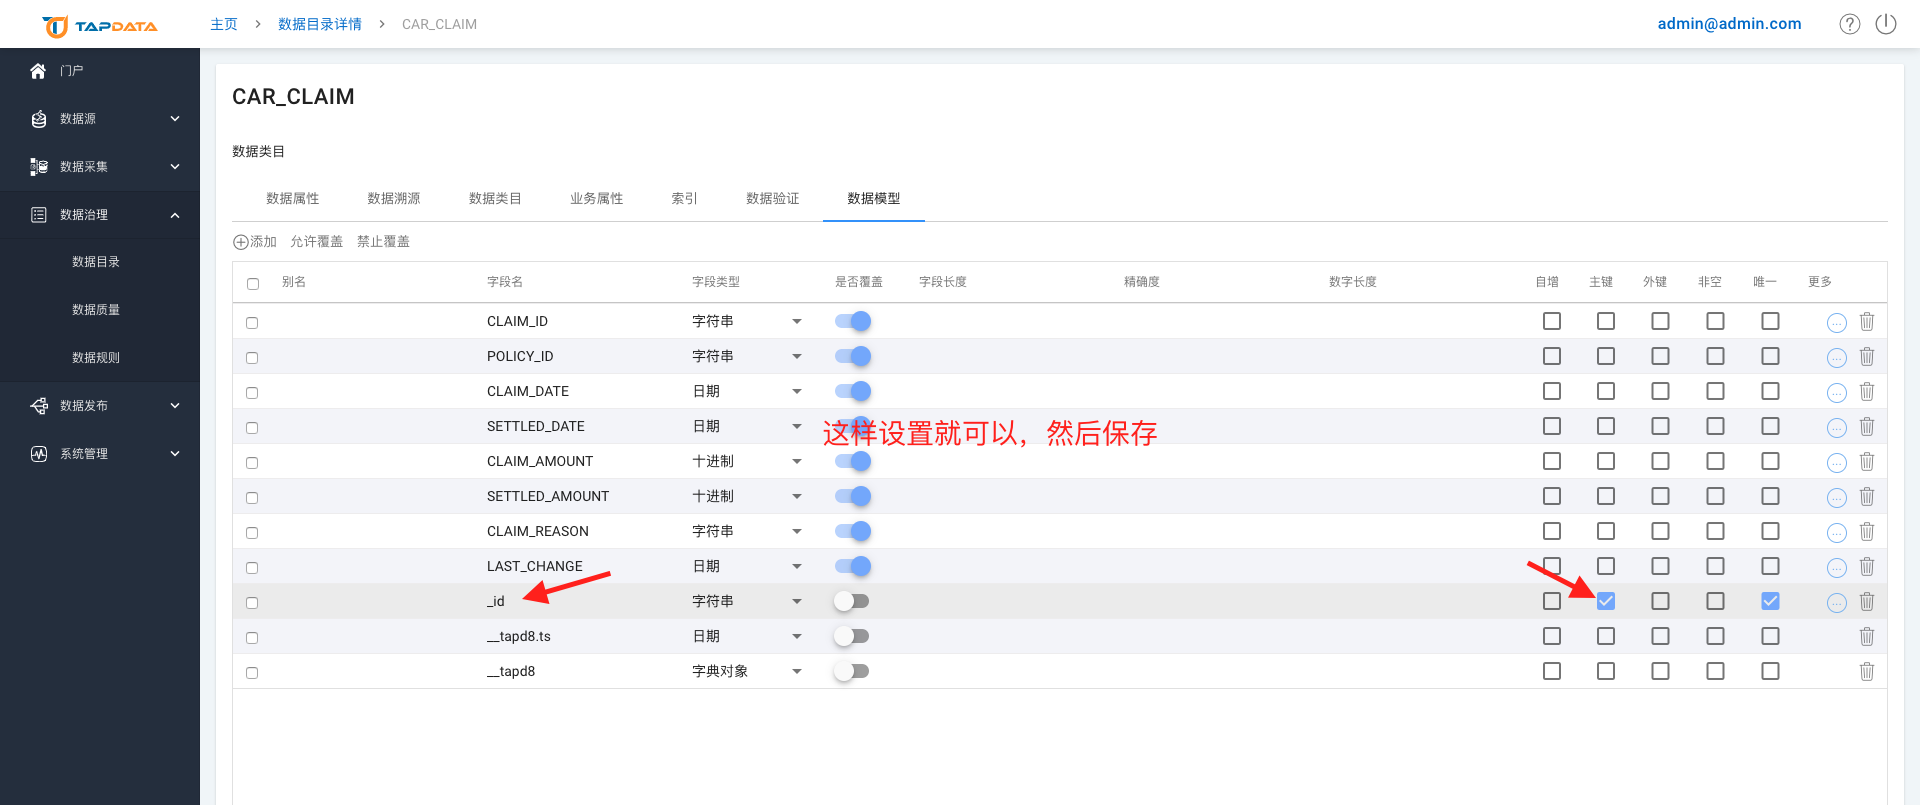 TAPDATA
主页 > 数据目录详情 > CAR_CLAIM
admin@admin.com
门户
数据源
数据采集
数据治理
数据目录
数据质量
数据规则
数据发布
系统管理
CAR_CLAIM
数据类目
数据属性 数据溯源 数据类目 业务属性 索引 数据验证 数据模型
添加 允许覆盖 禁止覆盖
别名 字段名 字段类型 是否覆盖 字段长度 精确度 数字长度 自增 主键 外键 非空 唯一 更多
CLAIM_ID 字符串
POLICY_ID 字符串
CLAIM_DATE 日期
SETTLED_DATE 日期
这样设置就可以，然后保存
CLAIM_AMOUNT 十进制
SETTLED_AMOUNT 十进制
CLAIM_REASON 字符串
LAST_CHANGE 日期
_id 字符串
__tapd8.ts 日期
__tapd8 字典对象